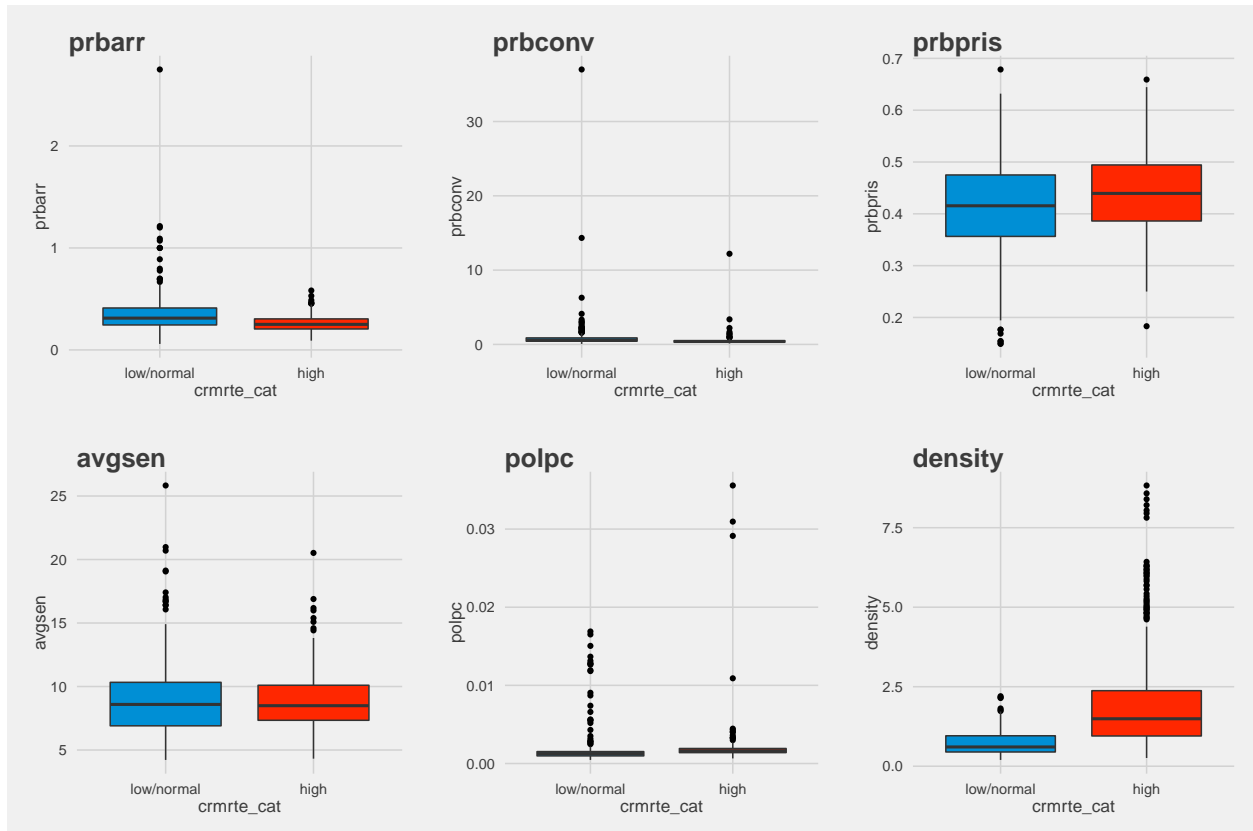 prbarr
prbarr
2
1
0
low/normal high
crmrte_cat
prbconv
prbconv
30
20
10
0
low/normal high
crmrte_cat
prbpris
prbpris
0.7
0.6
0.5
0.4
0.3
0.2
low/normal high
crmrte_cat
avgsen
avgsen
25
20
15
10
5
low/normal high
crmrte_cat
polpc
polpc
0.03
0.02
0.01
0.00
low/normal high
crmrte_cat
density
density
7.5
5.0
2.5
0.0
low/normal high
crmrte_cat